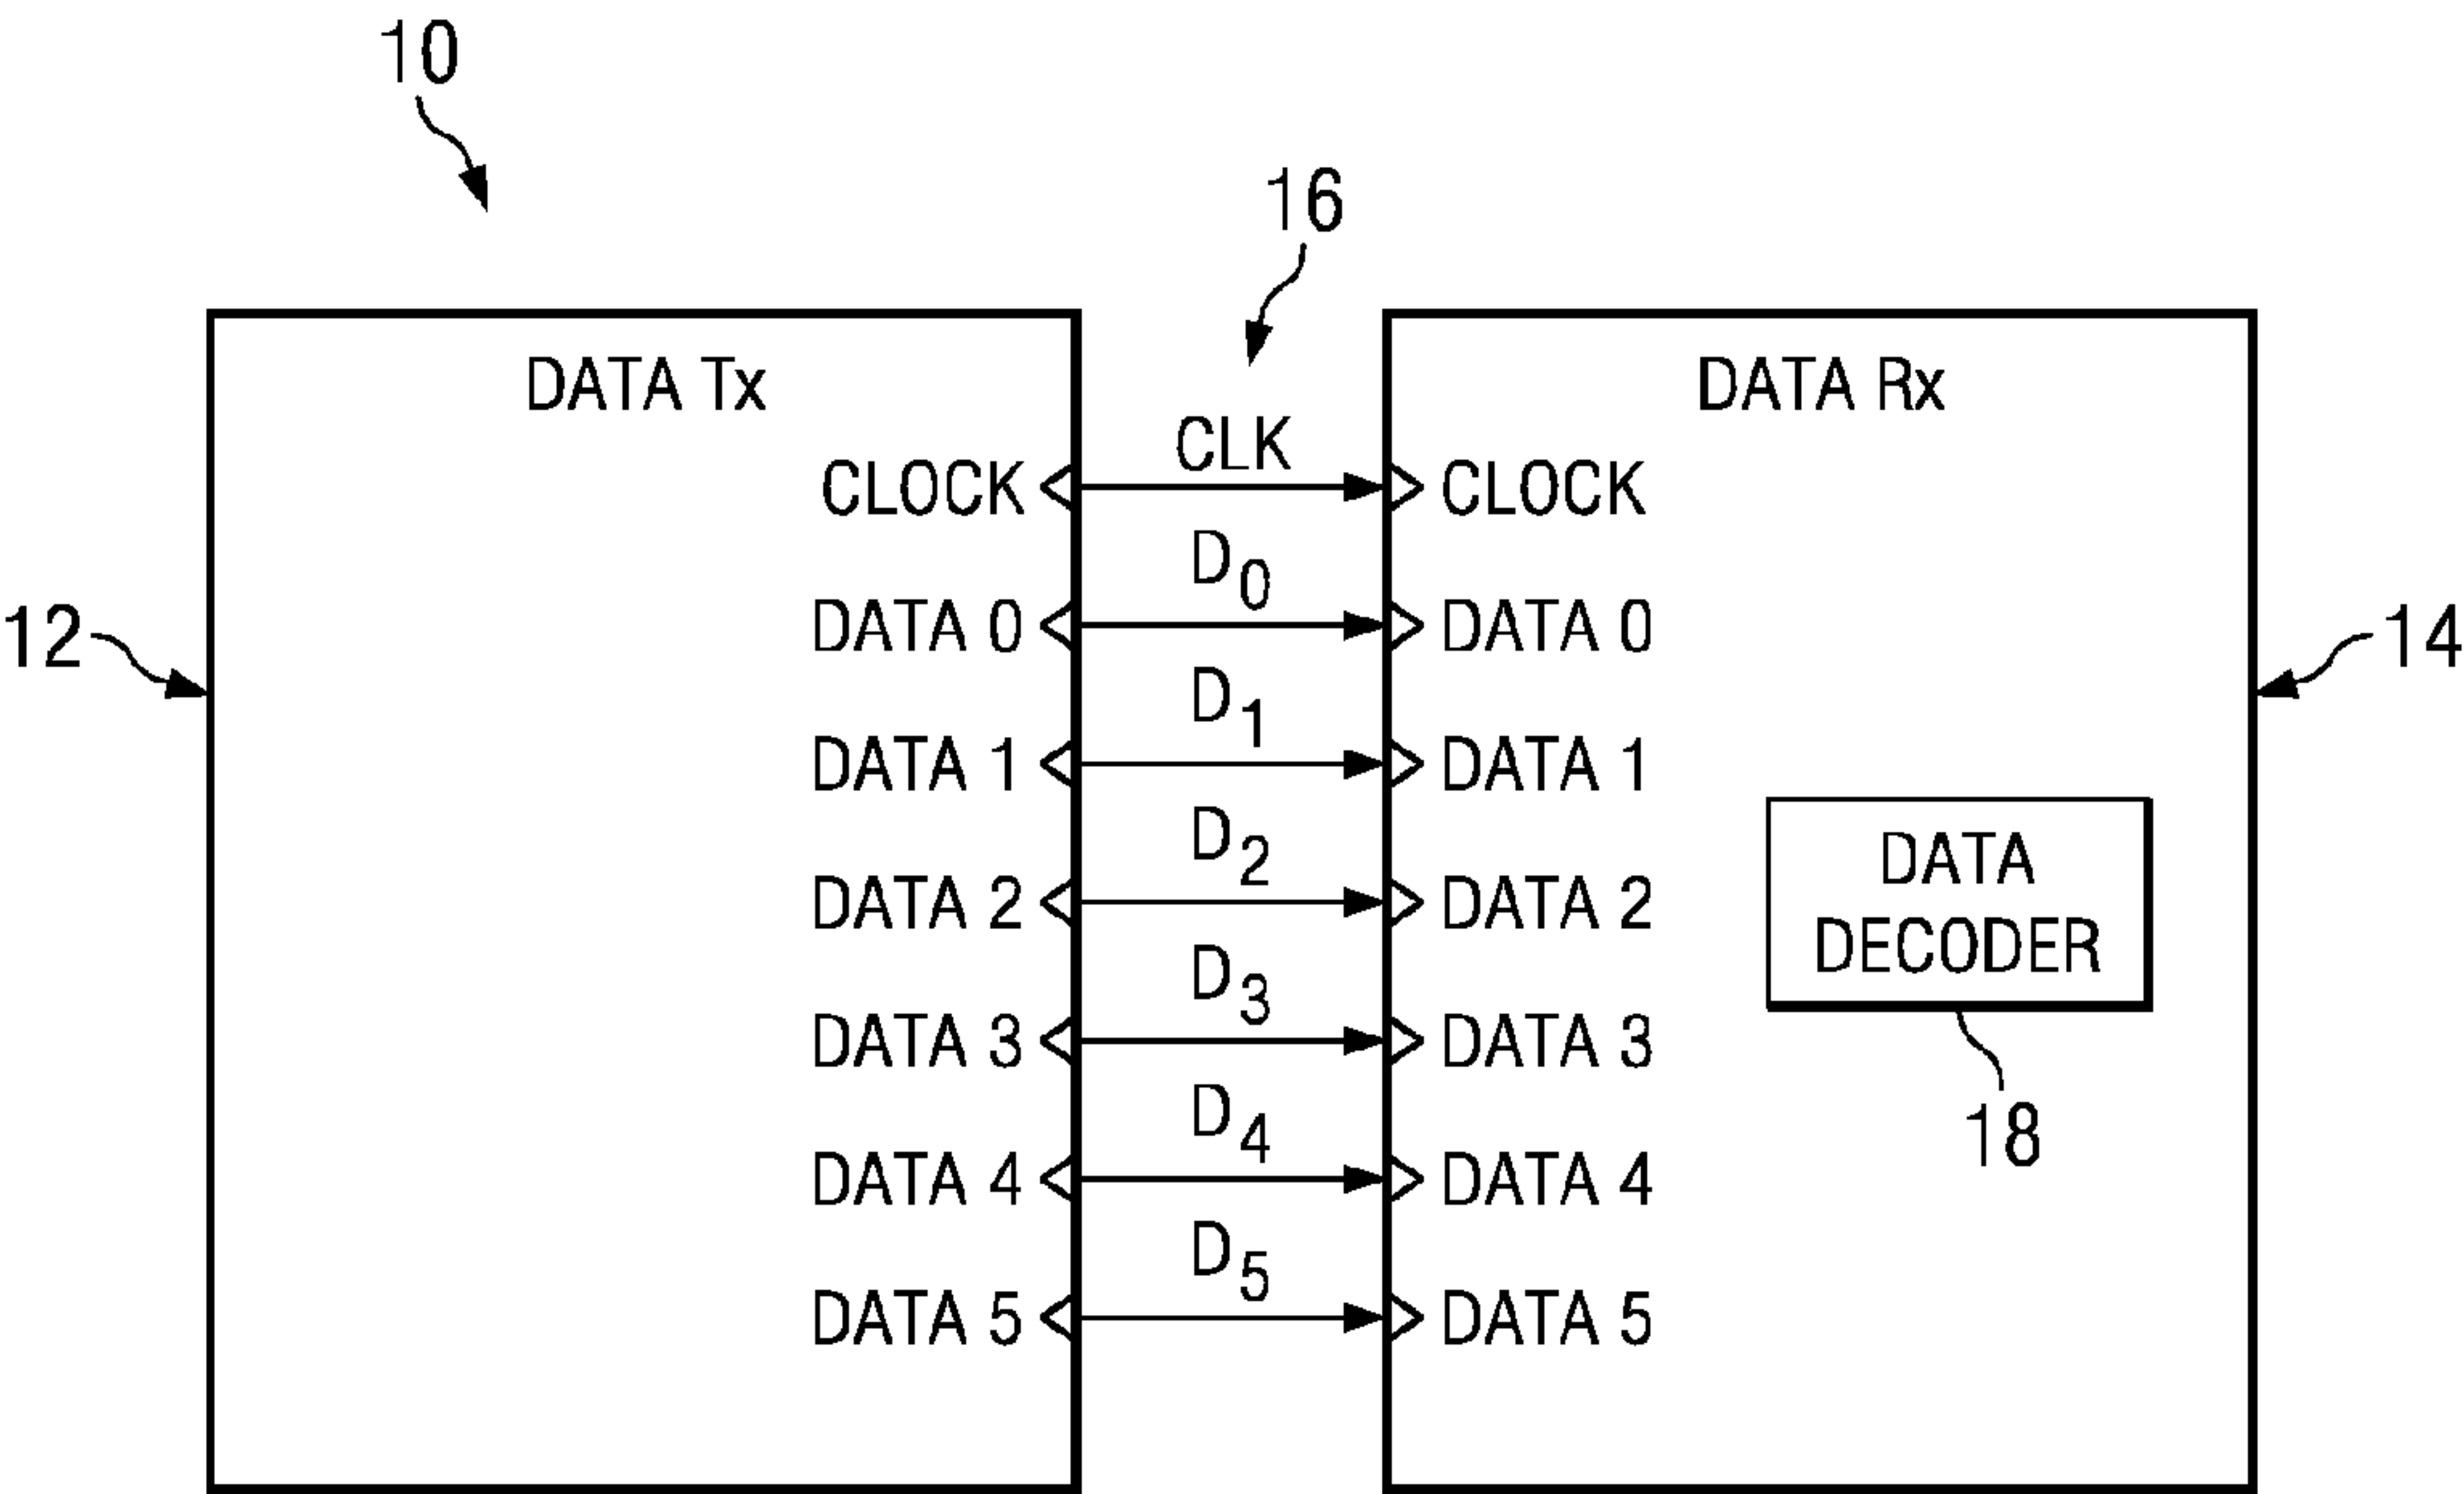 10
16
DATA Tx
DATA Rx
CLK
CLOCK
CLOCK
D0
12
DATA 0
DATA 0
14
D1
DATA 1
DATA 1
D2
DATA
DATA 2
DATA 2
DECODER
D3
DATA 3
DATA 3
D4
18
DATA 4
DATA 4
D5
DATA 5
DATA 5